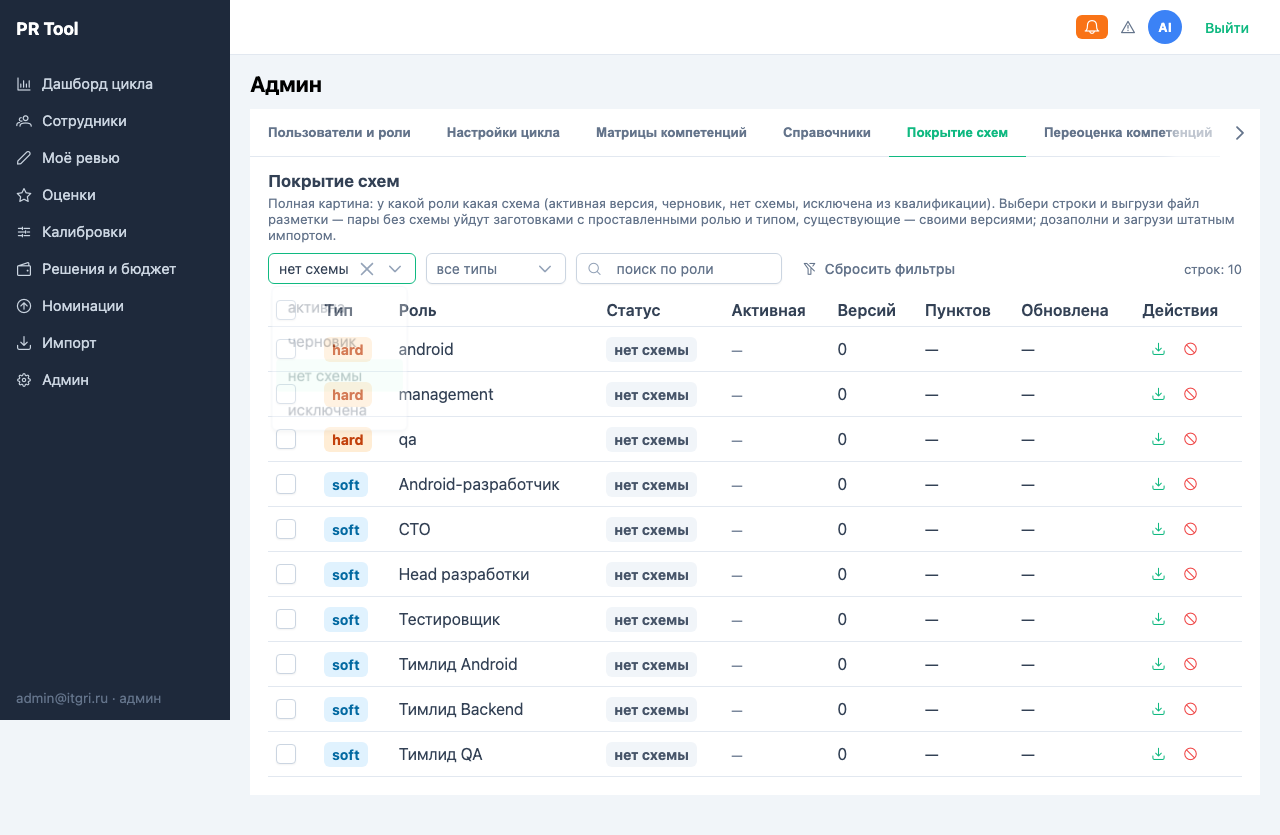 PR Tool
AI
Выйти
Дашборд цикла
Сотрудники
Моё ревью
Оценки
Калибровки
Решения и бюджет
Номинации
Импорт
Админ
admin@itgri.ru · админ
Админ
Пользователи и роли
Настройки цикла
Матрицы компетенций
Справочники
Покрытие схем
Переоценка компетенций
Покрытие схем
Полная картина: у какой роли какая схема (активная версия, черновик, нет схемы, исключена из квалификации). Выбери строки и выгрузи файл
разметки — пары без схемы уйдут заготовками с проставленными ролью и типом, существующие — своими версиями; дозаполни и загрузи штатным
импортом.
нет схемы
все типы
поиск по роли
Сбросить фильтры
строк: 10
активна
черновик
нет схемы
исключена
Тип Роль Статус Активная Версий Пунктов Обновлена Действия
hard android нет схемы — 0 — —
hard management нет схемы — 0 — —
hard qa нет схемы — 0 — —
soft Android-разработчик нет схемы — 0 — —
soft CTO нет схемы — 0 — —
soft Head разработки нет схемы — 0 — —
soft Тестировщик нет схемы — 0 — —
soft Тимлид Android нет схемы — 0 — —
soft Тимлид Backend нет схемы — 0 — —
soft Тимлид QA нет схемы — 0 — —